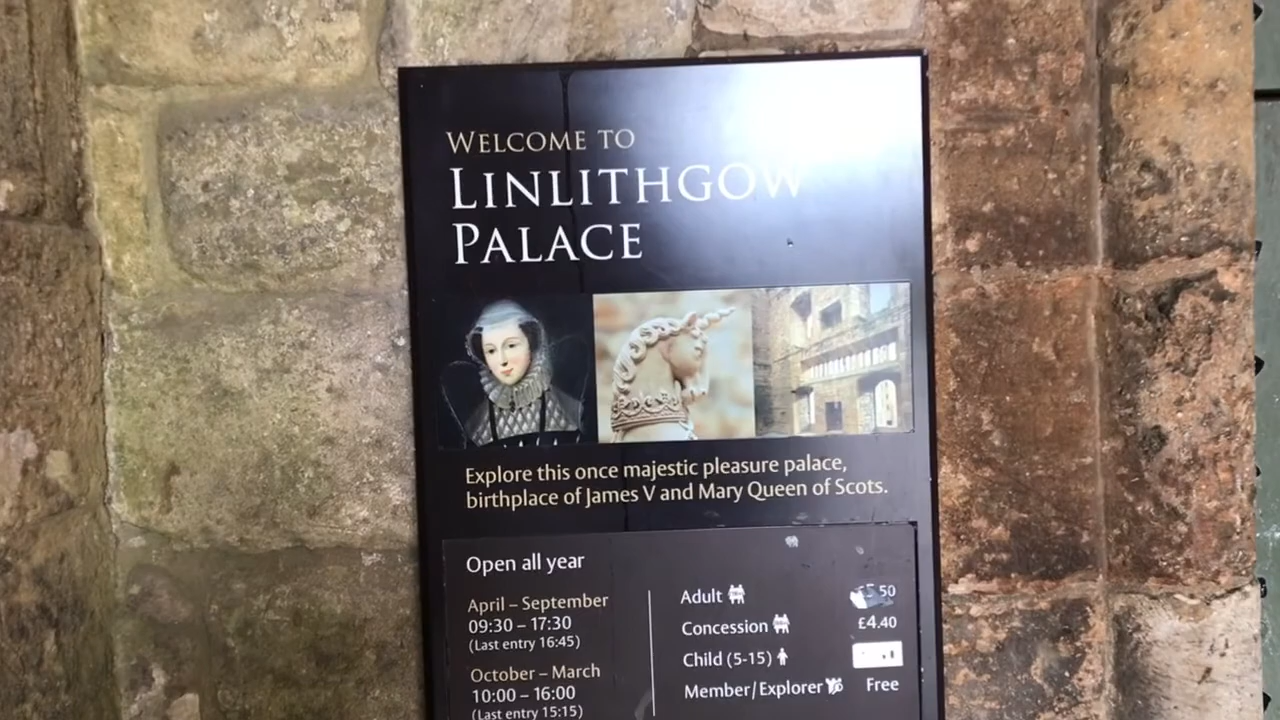 WELCOME TO
LINLITHGOW
PALACE
Explore this once majestic pleasure palace,
birthplace of James V and Mary Queen of Scots.
Open all year
April – September
09:30 – 17:30
(Last entry 16:45)
October – March
10:00 – 16:00
(Last entry 15:15)
Adult
Concession £4.40
Child (5-15)
Member/Explorer Free